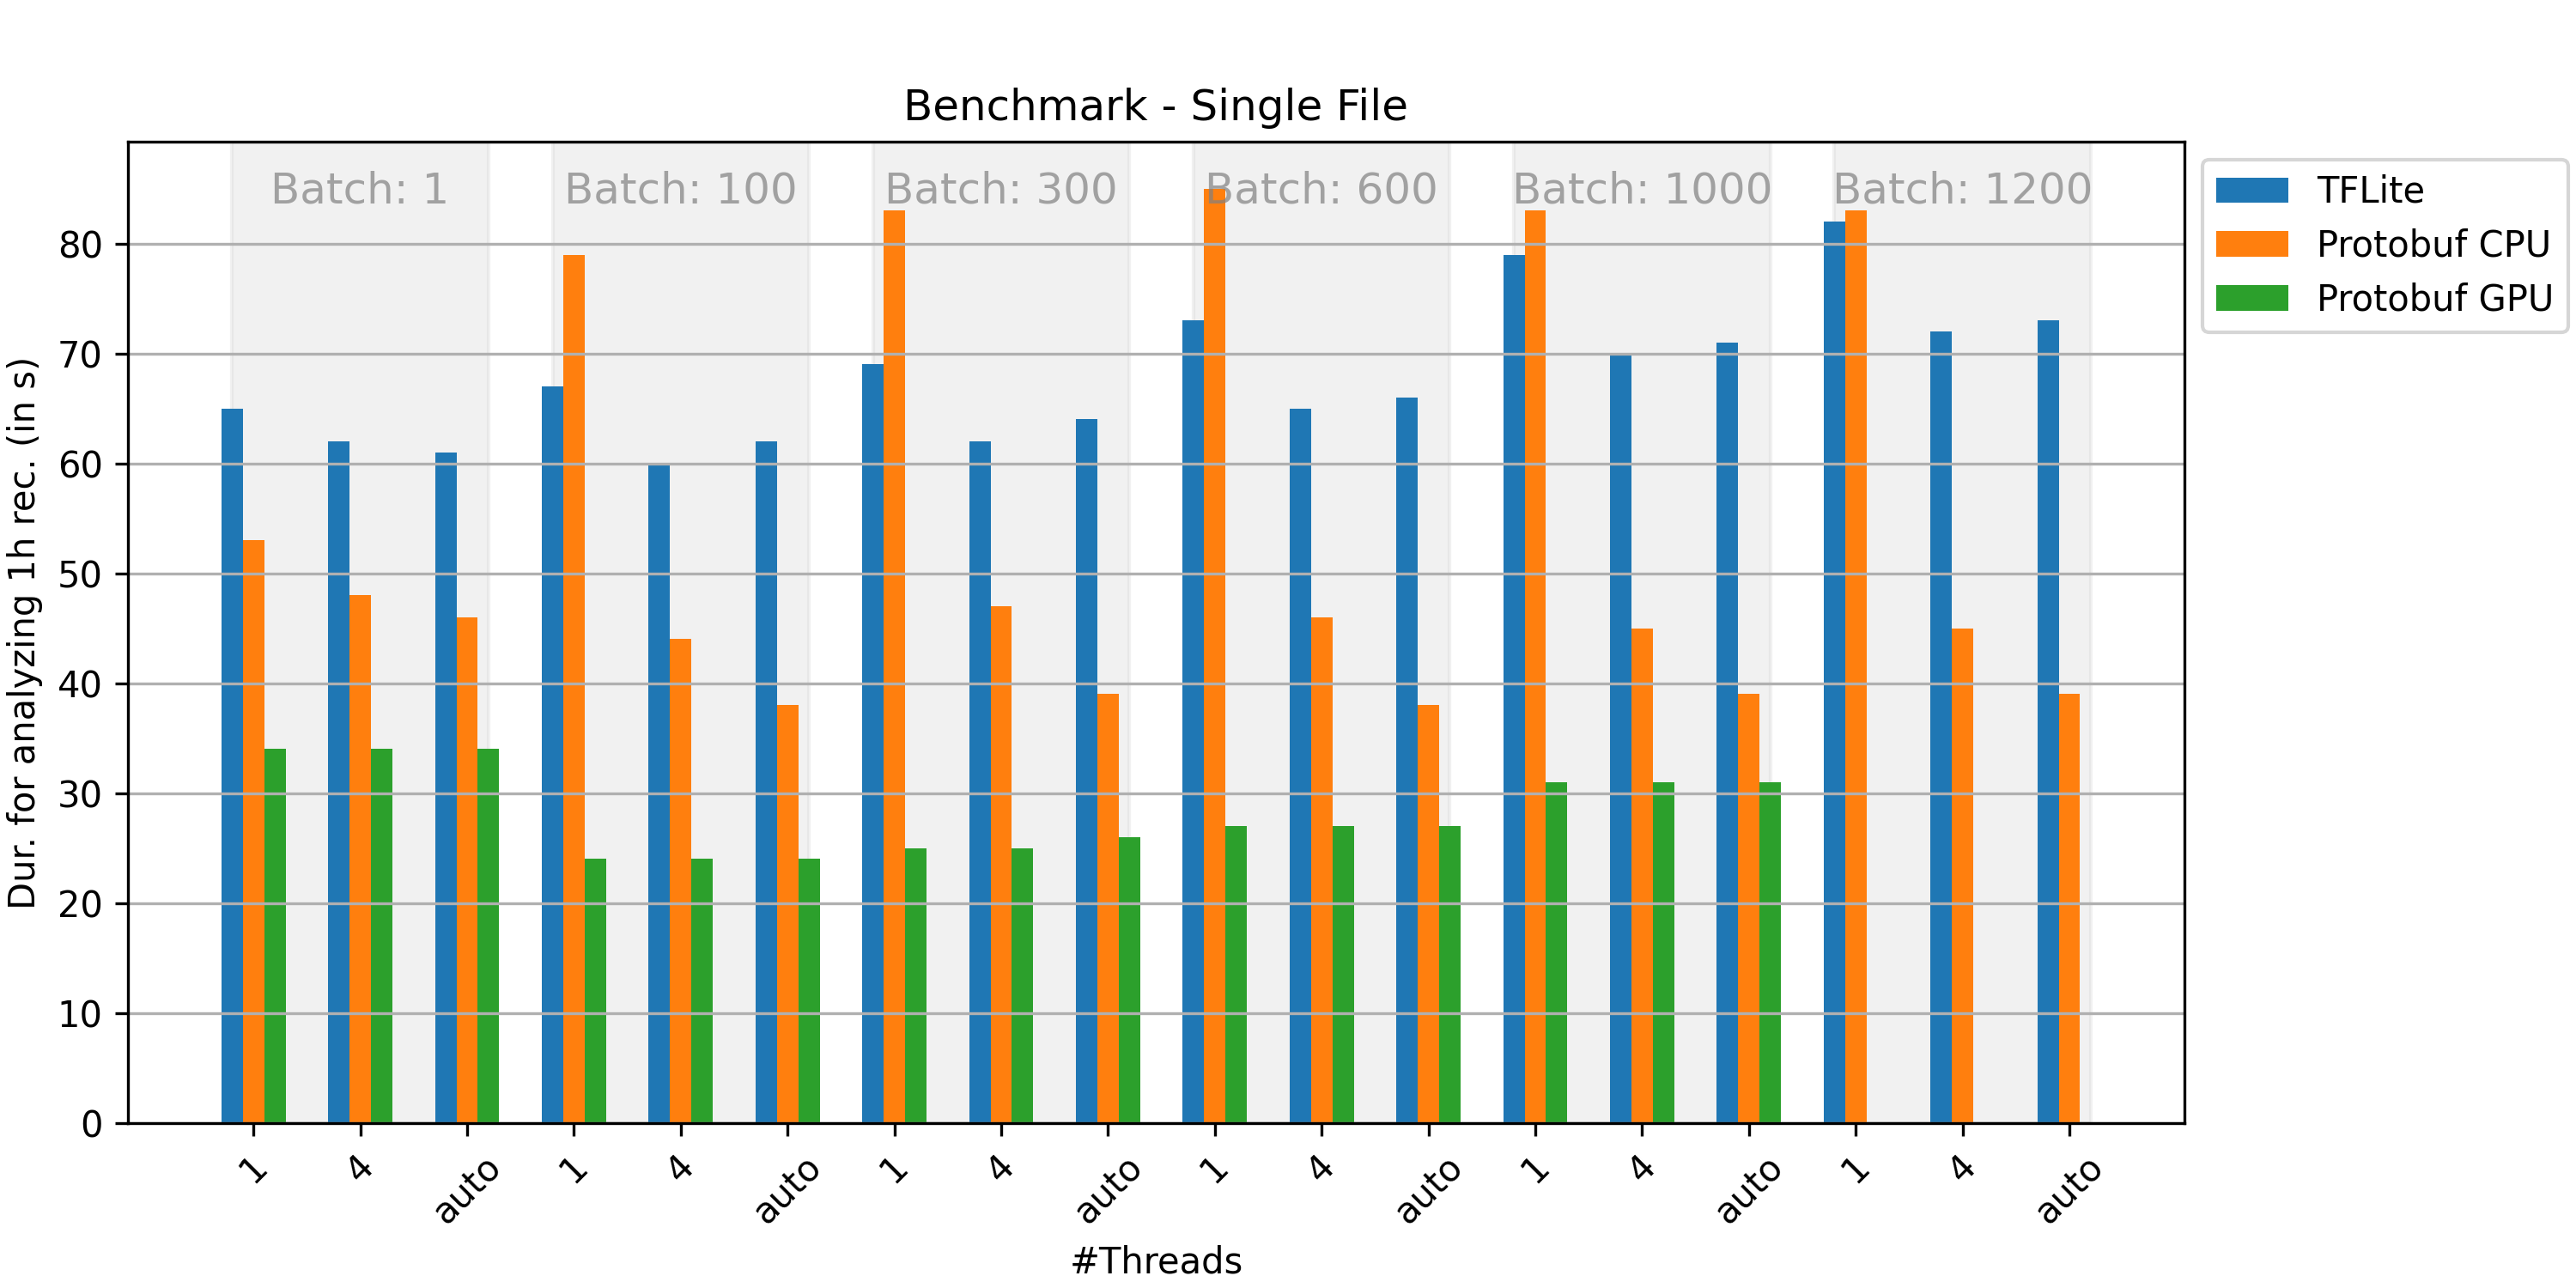 Benchmark - Single File
Batch: 1
Batch: 100
Batch: 300
Batch: 600
Batch: 1000
Batch: 1200
TFLite
Protobuf CPU
Protobuf GPU
Dur. for analyzing 1h rec. (in s)
80
70
60
50
40
30
20
10
0
1 4 auto 1 4 auto 1 4 auto 1 4 auto 1 4 auto 1 4 auto
#Threads